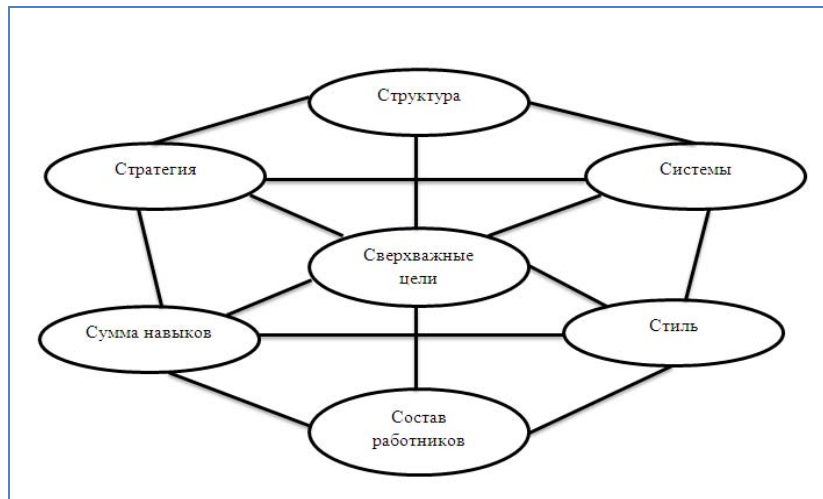 Структура
Стратегия
Системы
Сверхважные
цели
Сумма навыков
Стиль
Состав
работников